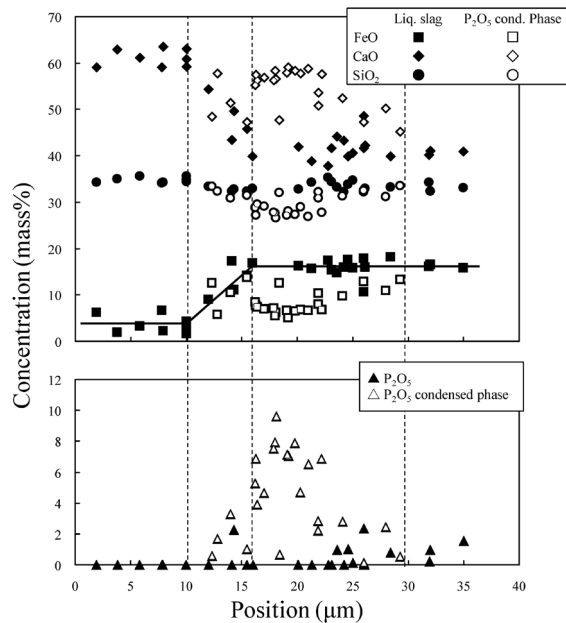 70
60
50
40
30
20
10
0
Liq. slag P₂O₅ cond. Phase
FeO
CaO
SiO₂
Concentration (mass%)
12
10
8
6
4
2
0
P₂O₅
P₂O₅ condensed phase
0 5 10 15 20 25 30 35 40
Position (μm)